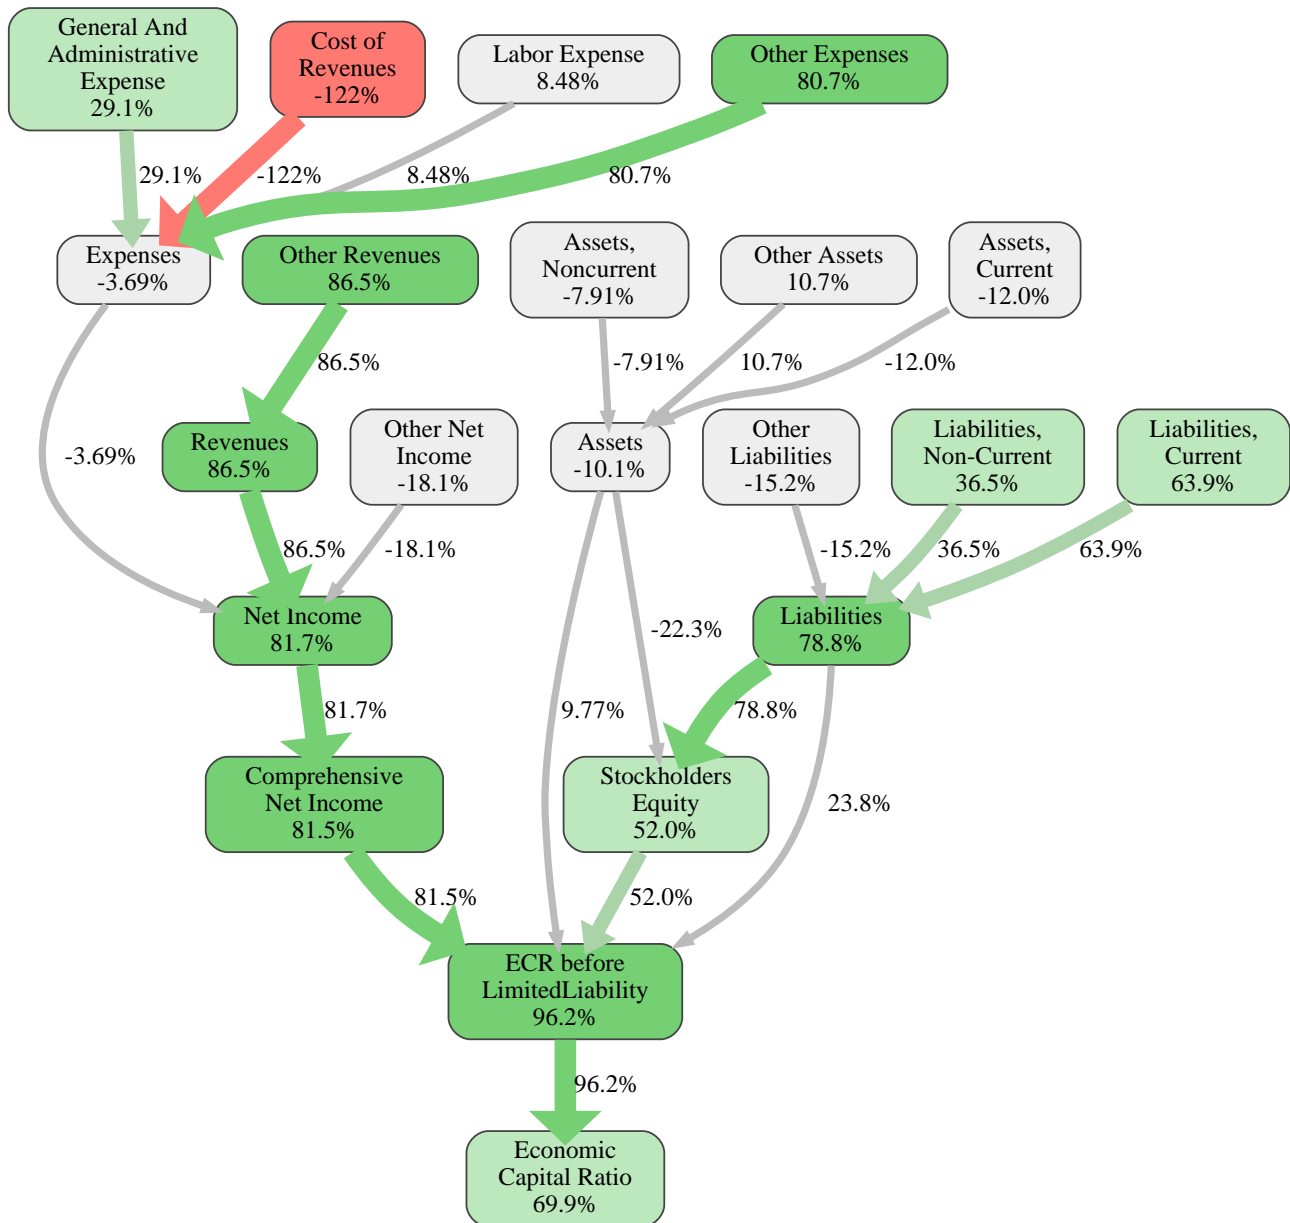 General And
Administrative
Expense
29.1%
Cost of
Revenues
-122%
Labor Expense
8.48%
Other Expenses
80.7%
29.1%
-122%
8.48%
80.7%
Expenses
-3.69%
Other Revenues
86.5%
Assets,
Noncurrent
-7.91%
Other Assets
10.7%
Assets,
Current
-12.0%
86.5%
-7.91%
10.7%
-12.0%
-3.69%
Revenues
86.5%
Other Net
Income
-18.1%
Assets
-10.1%
Other
Liabilities
-15.2%
Liabilities,
Non-Current
36.5%
Liabilities,
Current
63.9%
86.5%
-18.1%
-15.2%
36.5%
63.9%
Net Income
81.7%
-22.3%
Liabilities
78.8%
81.7%
9.77%
78.8%
Comprehensive
Net Income
81.5%
Stockholders
Equity
52.0%
23.8%
81.5%
52.0%
ECR before
LimitedLiability
96.2%
96.2%
Economic
Capital Ratio
69.9%